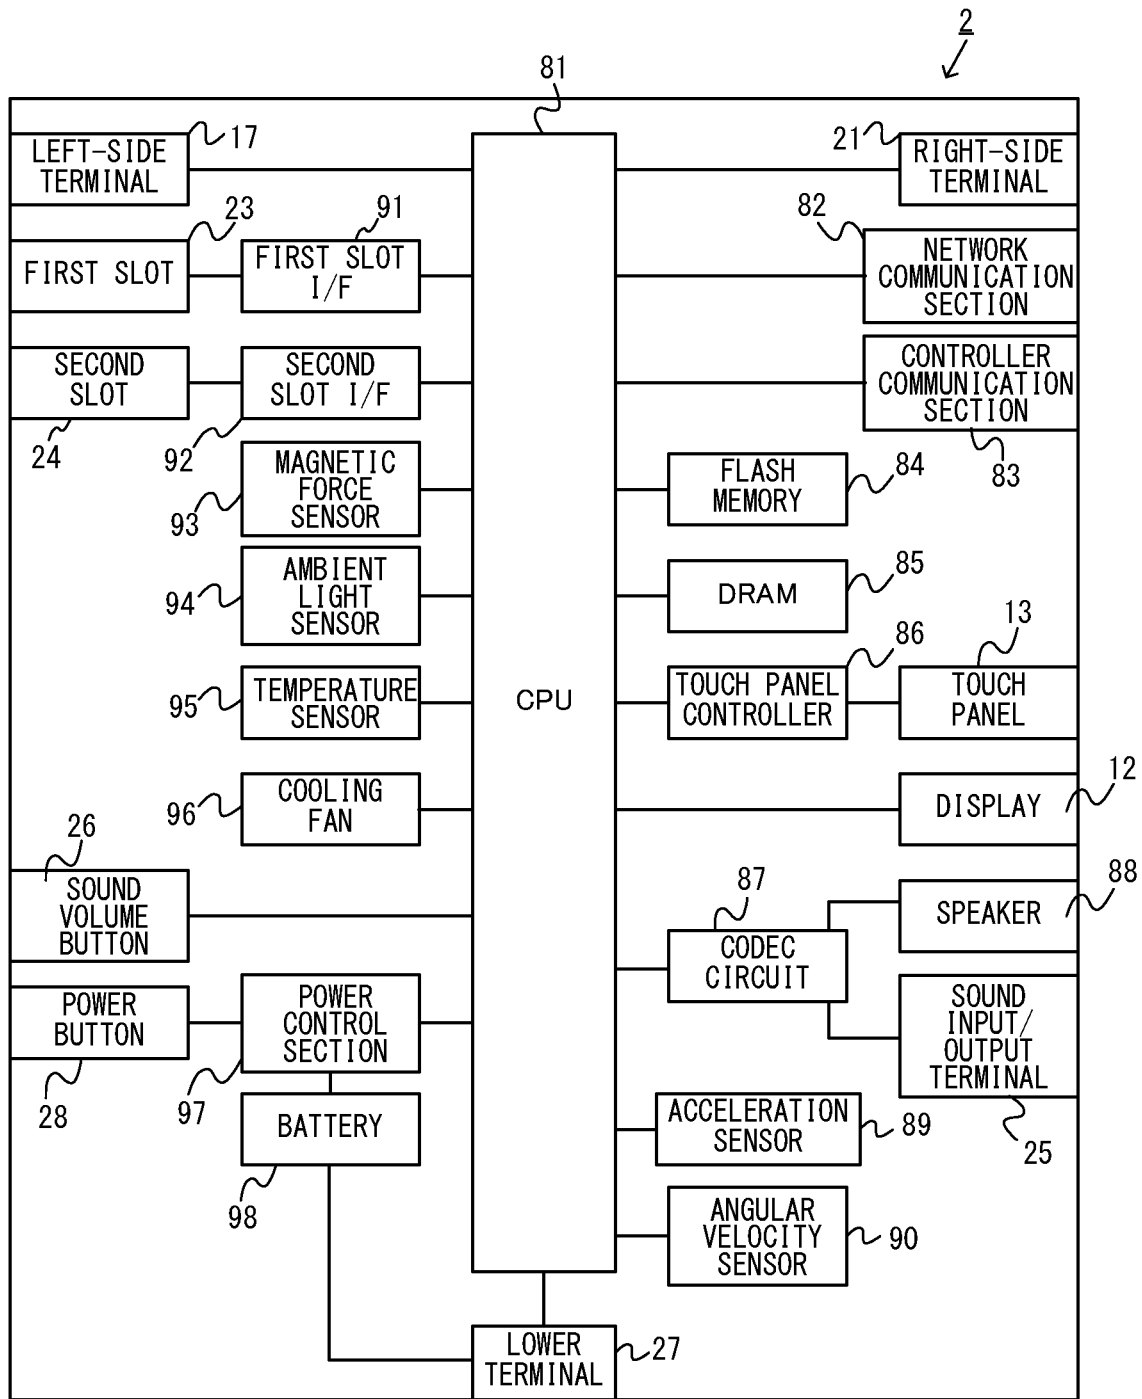 2
81
LEFT-SIDE
TERMINAL
17
21
RIGHT-SIDE
TERMINAL
23
FIRST SLOT
91
FIRST SLOT
I/F
82
NETWORK
COMMUNICATION
SECTION
SECOND
SLOT
24
SECOND
SLOT I/F
92
CONTROLLER
COMMUNICATION
SECTION
83
MAGNETIC
FORCE
SENSOR
93
FLASH
MEMORY
84
AMBIENT
LIGHT
SENSOR
94
DRAM
85
CPU
TEMPERATURE
SENSOR
95
TOUCH PANEL
CONTROLLER
86
13
TOUCH
PANEL
COOLING
FAN
96
DISPLAY
12
26
SOUND
VOLUME
BUTTON
87
CODEC
CIRCUIT
SPEAKER
88
POWER
BUTTON
28
POWER
CONTROL
SECTION
97
SOUND
INPUT/
OUTPUT
TERMINAL
25
BATTERY
98
ACCELERATION
SENSOR
89
ANGULAR
VELOCITY
SENSOR
90
LOWER
TERMINAL
27